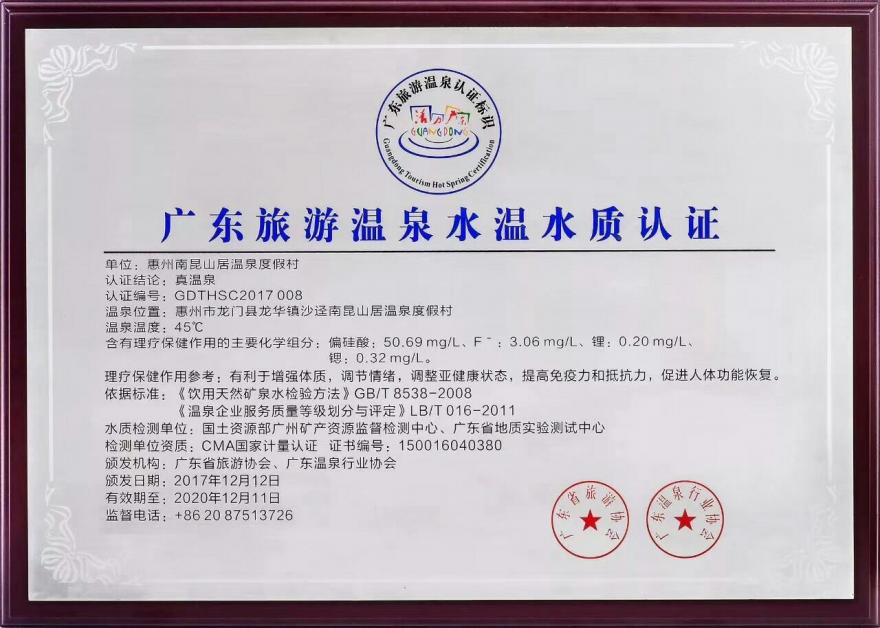 广东旅游温泉认证标识
活力广东
GUANGDONG
Guangdong Tourism Hot Spring Certification
广东旅游温泉水温水质认证
单位：惠州南昆山居温泉度假村
认证结论：真温泉
认证编号：GDTHSC2017 008
温泉位置：惠州市龙门县龙华镇沙迳南昆山居温泉度假村
温泉温度：45℃
含有理疗保健作用的主要化学组分：偏硅酸：50.69 mg/L、F⁻：3.06 mg/L、锂：0.20 mg/L、
锶：0.32 mg/L。
理疗保健作用参考：有利于增强体质，调节情绪，调整亚健康状态，提高免疫力和抵抗力，促进人体功能恢复。
依据标准：《饮用天然矿泉水检验方法》GB/T 8538-2008
《温泉企业服务质量等级划分与评定》LB/T 016-2011
水质检测单位：国土资源部广州矿产资源监督检测中心、广东省地质实验测试中心
检测单位资质：CMA国家计量认证 证书编号：150016040380
颁发机构：广东省旅游协会、广东温泉行业协会
颁发日期：2017年12月12日
有效期至：2020年12月11日
监督电话：+86 20 87513726
广东省旅游协会
广东温泉行业协会